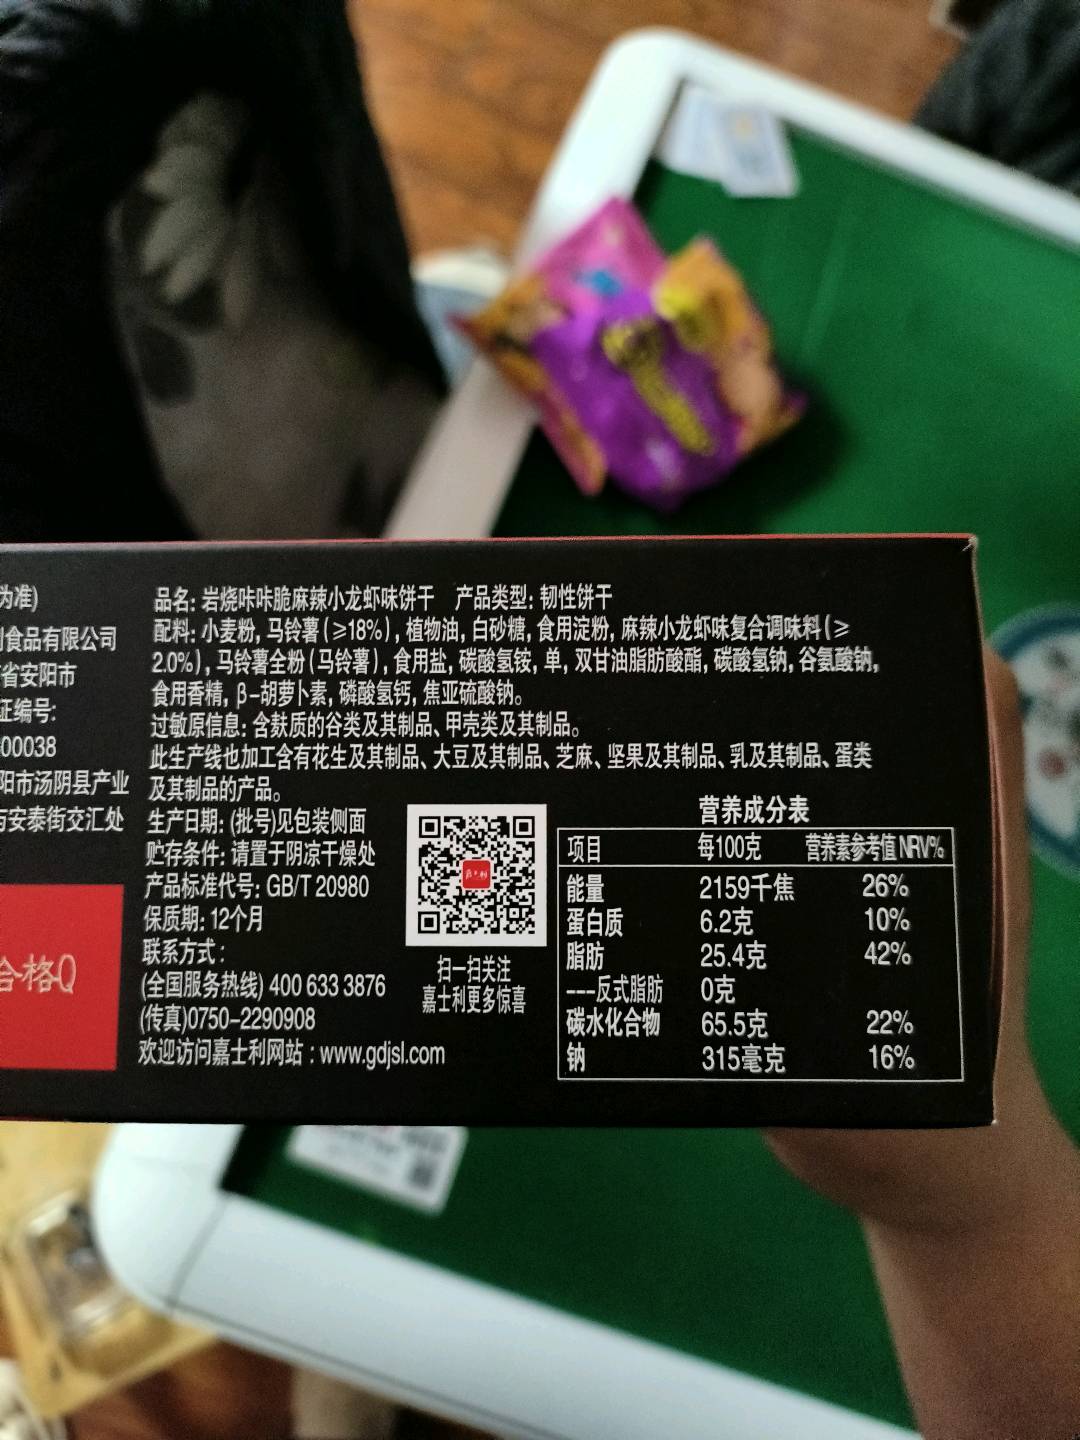 为准)
食品有限公司
省安阳市
证编号:
00038
阳市汤阴县产业
安泰街交汇处
合格Q
品名: 岩烧咔咔脆麻辣小龙虾味饼干 产品类型: 韧性饼干
配料: 小麦粉, 马铃薯(≥18%), 植物油, 白砂糖, 食用淀粉, 麻辣小龙虾味复合调味料(≥
2.0%), 马铃薯全粉(马铃薯), 食用盐, 碳酸氢铵, 单, 双甘油脂肪酸酯, 碳酸氢钠, 谷氨酸钠,
食用香精, β-胡萝卜素, 磷酸氢钙, 焦亚硫酸钠。
过敏原信息: 含麸质的谷类及其制品、甲壳类及其制品。
此生产线也加工含有花生及其制品、大豆及其制品、芝麻、坚果及其制品、乳及其制品、蛋类
及其制品的产品。
生产日期: (批号)见包装侧面
贮存条件: 请置于阴凉干燥处
产品标准代号: GB/T 20980
保质期: 12个月
联系方式:
(全国服务热线) 400 633 3876
(传真)0750-2290908
欢迎访问嘉士利网站: www.gdjsl.com
扫一扫关注
嘉士利更多惊喜
营养成分表
项目 每100克 营养素参考值NRV%
能量 2159千焦 26%
蛋白质 6.2克 10%
脂肪 25.4克 42%
---反式脂肪 0克
碳水化合物 65.5克 22%
钠 315毫克 16%